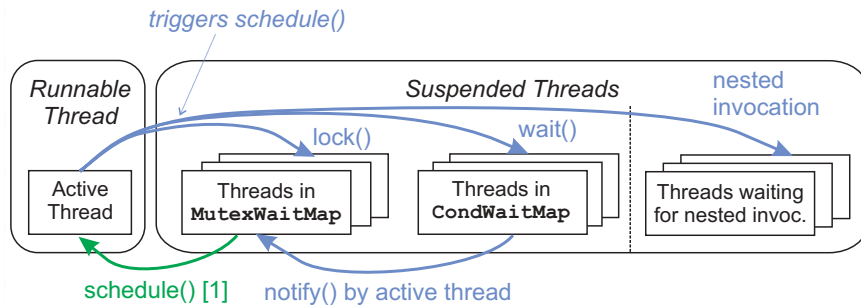 triggers schedule()
Runnable
Thread
Suspended Threads
nested
invocation
lock()
wait()
Active
Thread
Threads in
MutexWaitMap
Threads in
CondWaitMap
Threads waiting
for nested invoc.
schedule() [1]
notify() by active thread